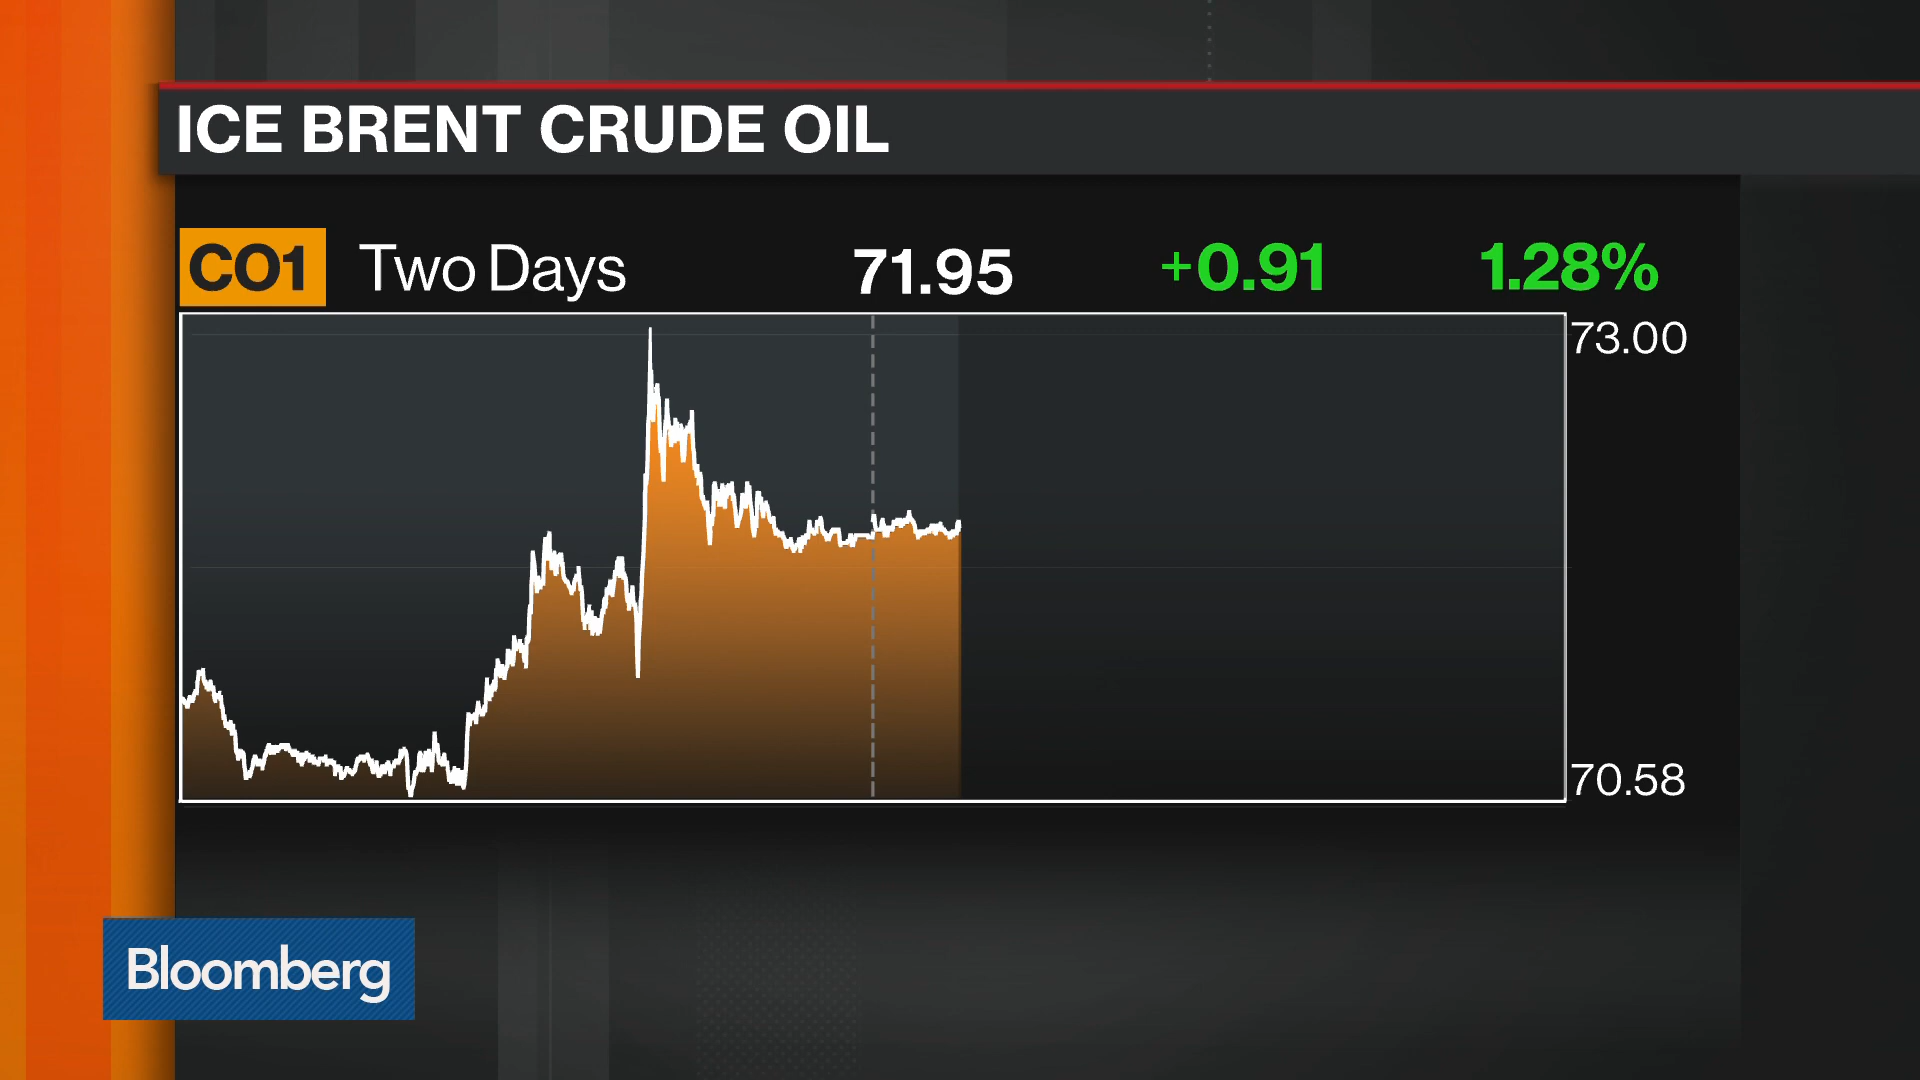 ICE BRENT CRUDE OIL
CO1 Two Days 71.95 +0.91 1.28%
73.00
70.58
Bloomberg